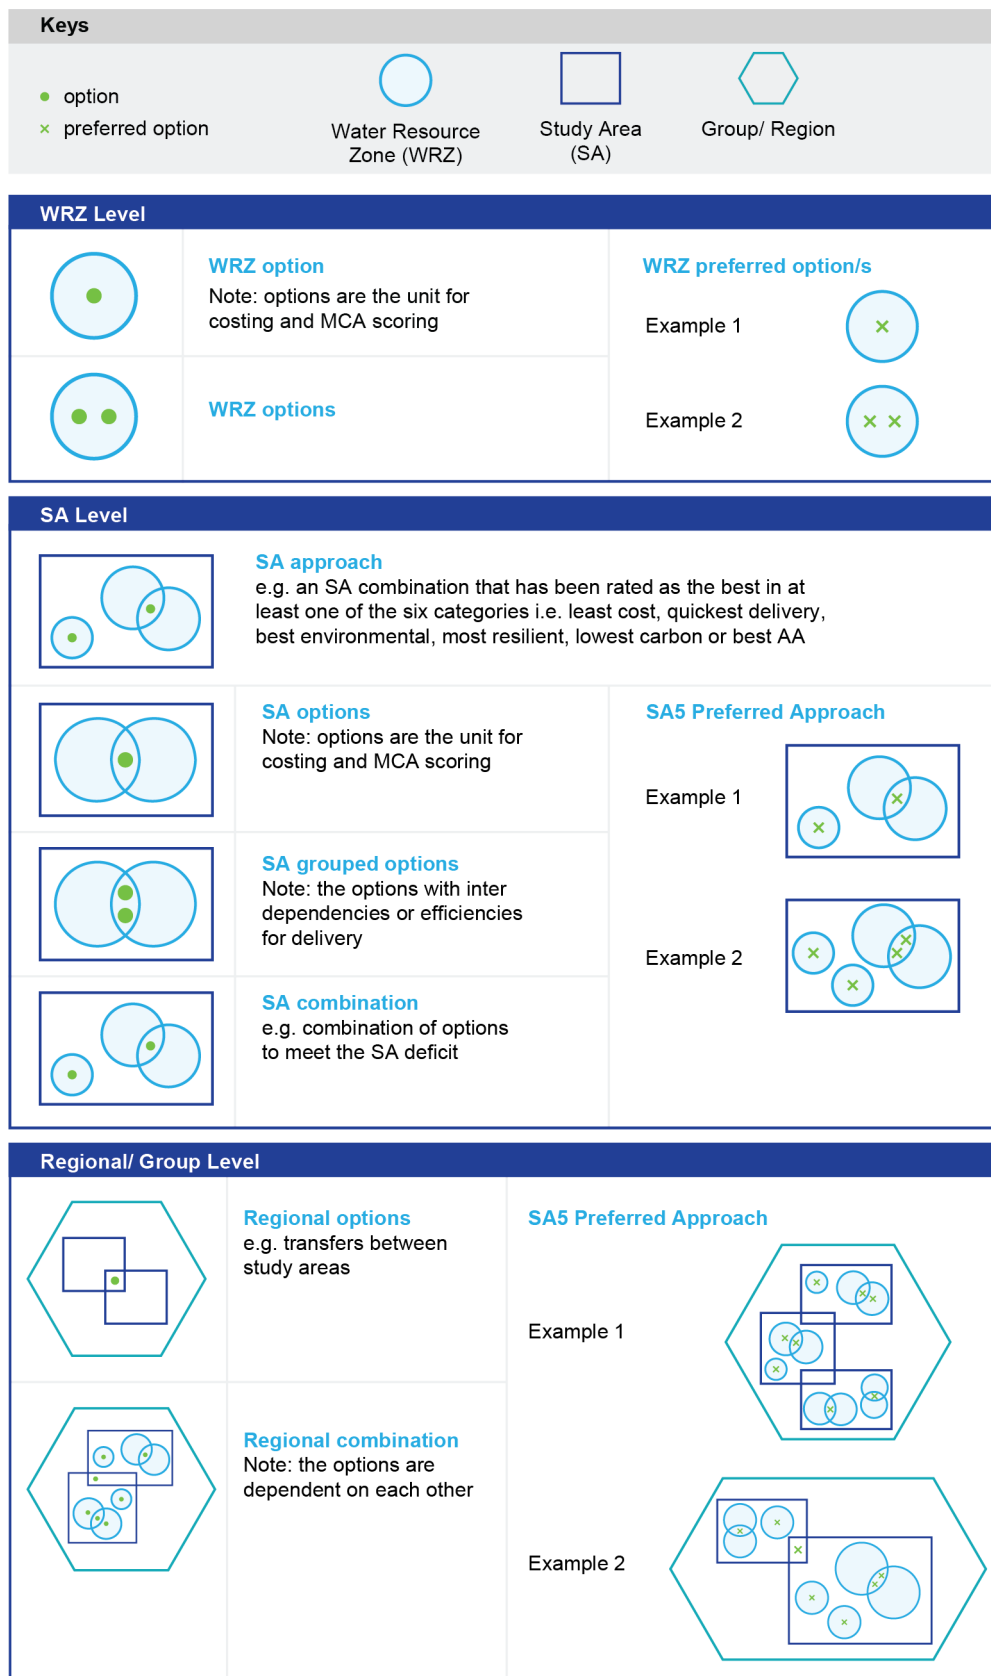 Keys
option
preferred option
Water Resource
Zone (WRZ)
Study Area
(SA)
Group/ Region
WRZ Level
WRZ option
Note: options are the unit for
costing and MCA scoring
WRZ options
WRZ preferred option/s
Example 1
Example 2
SA Level
SA approach
e.g. an SA combination that has been rated as the best in at
least one of the six categories i.e. least cost, quickest delivery,
best environmental, most resilient, lowest carbon or best AA
SA options
Note: options are the unit for
costing and MCA scoring
SA grouped options
Note: the options with inter
dependencies or efficiencies
for delivery
SA combination
e.g. combination of options
to meet the SA deficit
SA5 Preferred Approach
Example 1
Example 2
Regional/ Group Level
Regional options
e.g. transfers between
study areas
Regional combination
Note: the options are
dependent on each other
SA5 Preferred Approach
Example 1
Example 2